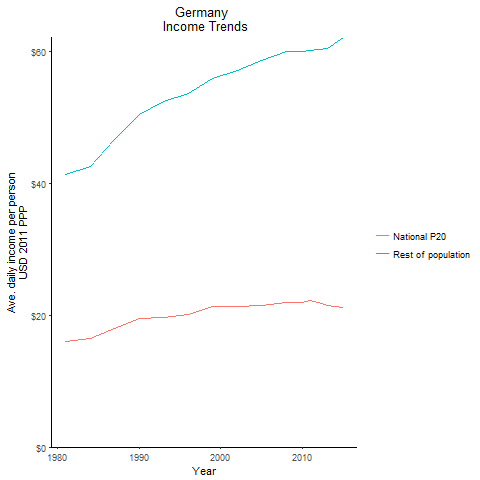 Germany
Income Trends
$60
$40
$20
$0
Ave. daily income per person
USD 2011 PPP
1980
1990
2000
2010
Year
National P20
Rest of population